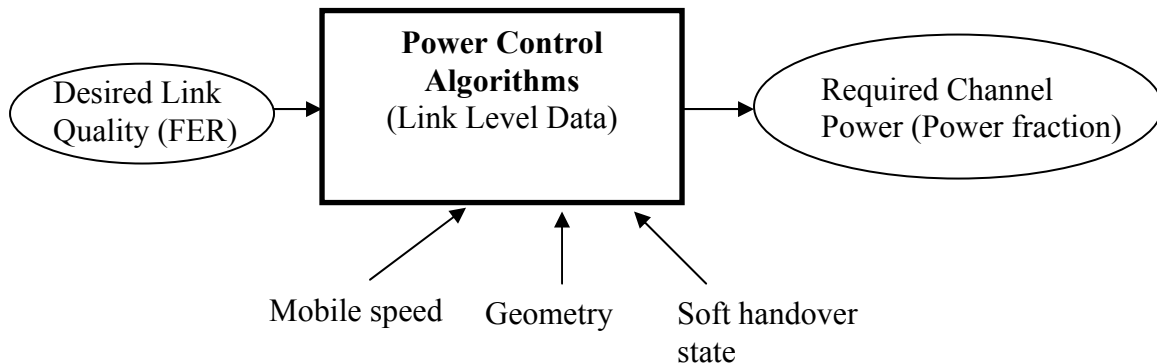 Power Control
Algorithms
(Link Level Data)
Desired Link
Quality (FER)
Required Channel
Power (Power fraction)
Mobile speed
Geometry
Soft handover
state